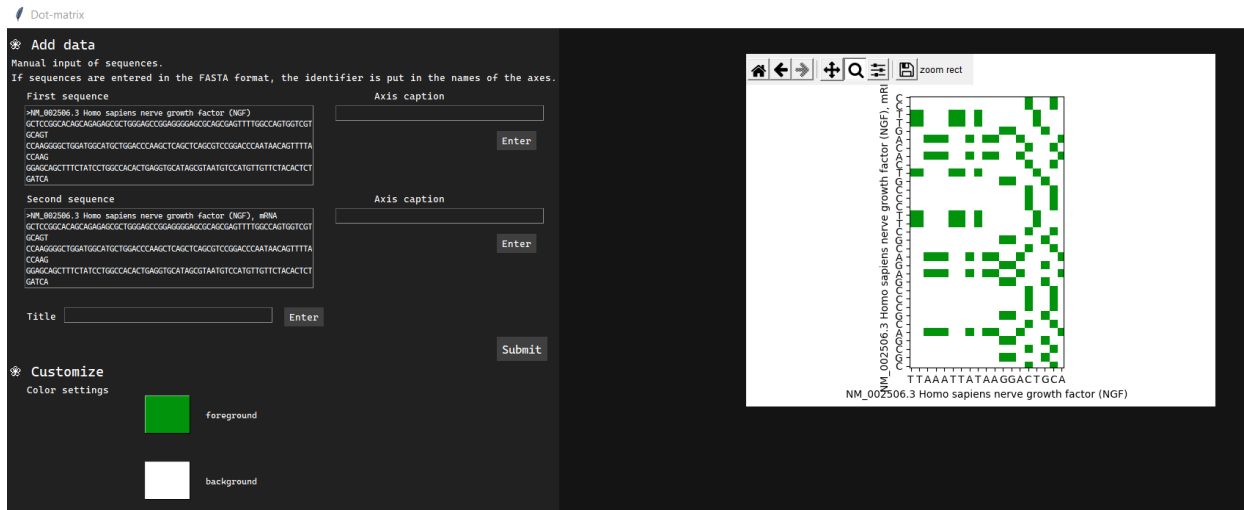 Dot-matrix
❀ Add data
Manual input of sequences.
If sequences are entered in the FASTA format, the identifier is put in the names of the axes.
First sequence
Axis caption
>NM_002506.3 Homo sapiens nerve growth factor (NGF)
GCTCCGGCACAGCAGAGAGCGCTGGGAGCCGGAGGGGAGCGCAGCGAGTTTTGGCCAGTGGTCGT
GCAGT
CCAAGGGGCTGGATGGCATGCTGGACCCAAGCTCAGCTCAGCGTCCGGACCCAATAACAGTTTTA
CCAAG
GGAGCAGCTTTCTATCCTGGCCACACTGAGGTGCATAGCGTAATGTCCATGTTGTTCTACACTCT
GATCA
Enter
Second sequence
Axis caption
>NM_002506.3 Homo sapiens nerve growth factor (NGF), mRNA
GCTCCGGCACAGCAGAGAGCGCTGGGAGCCGGAGGGGAGCGCAGCGAGTTTTGGCCAGTGGTCGT
GCAGT
CCAAGGGGCTGGATGGCATGCTGGACCCAAGCTCAGCTCAGCGTCCGGACCCAATAACAGTTTTA
CCAAG
GGAGCAGCTTTCTATCCTGGCCACACTGAGGTGCATAGCGTAATGTCCATGTTGTTCTACACTCT
GATCA
Enter
Title
Enter
Submit
❀ Customize
Color settings
foreground
background
zoom rect
NM_002506.3 Homo sapiens nerve growth factor (NGF), mRI
C
C
T
T
G
A
C
A
C
T
G
C
C
C
T
T
C
G
C
A
G
A
G
C
C
C
G
C
A
G
C
G
C
T T A A A T T A T A A G G A C T G C A
NM_002506.3 Homo sapiens nerve growth factor (NGF)